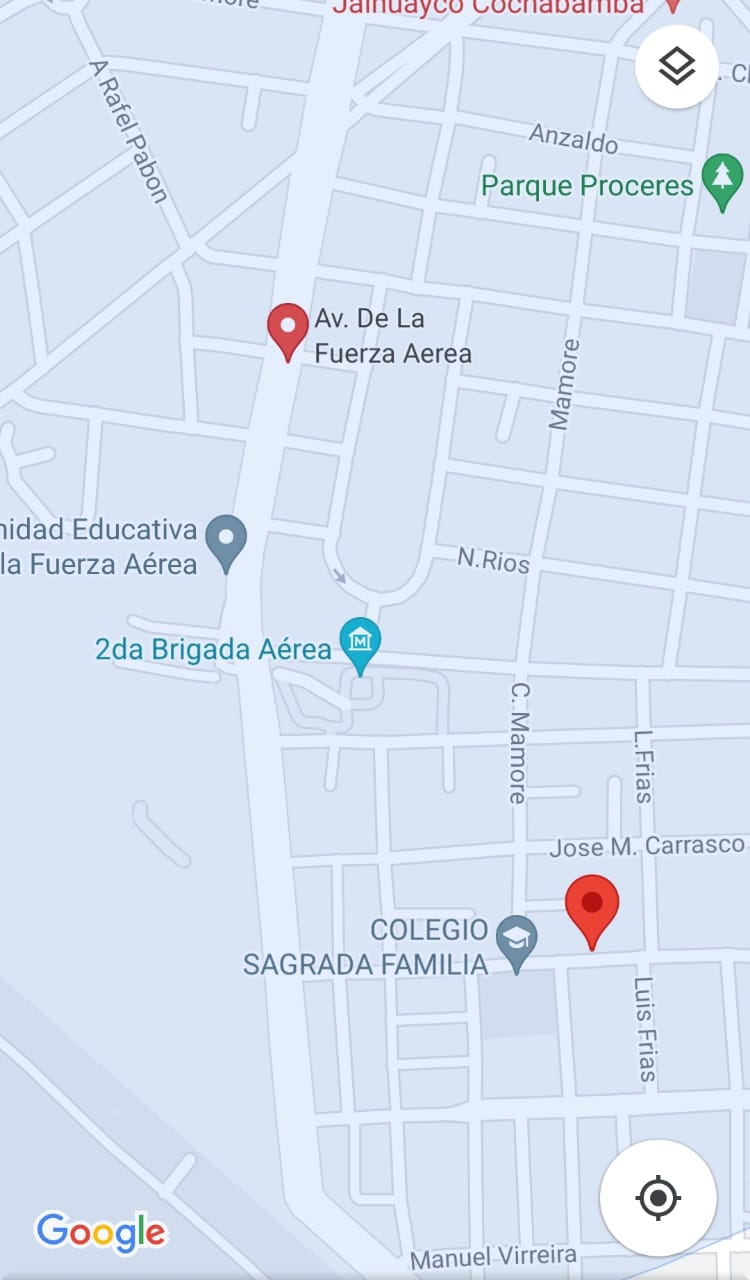 Jaihuayco Cochabamba
A Rafel Pabon
Anzaldo
Parque Proceres
Av. De La
Fuerza Aerea
Mamore
nidad Educativa
la Fuerza Aérea
N.Rios
2da Brigada Aérea
M
C. Mamore
L.Frias
Jose M. Carrasco
COLEGIO
SAGRADA FAMILIA
Luis Frias
Google
Manuel Virreira